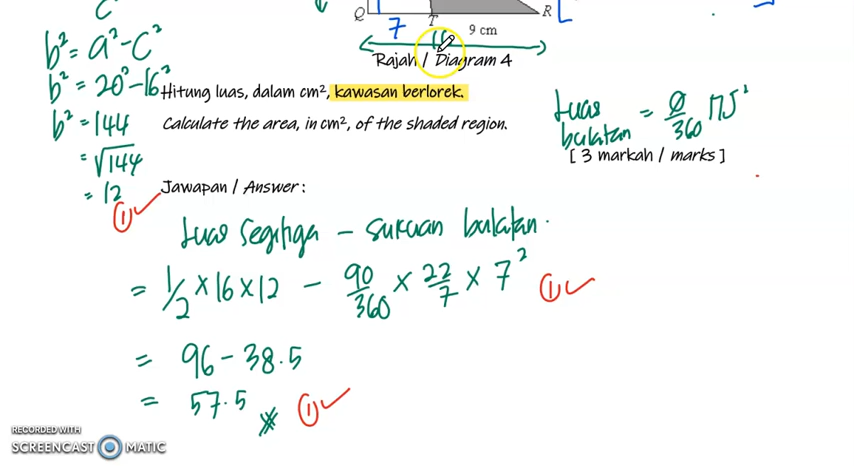 c²
Q T R
7 9 cm
16
Rajah / Diagram 4
b² = a² - c²
b² = 20² - 16²
b² = 144
= √144
= 12
①✓
Hitung luas, dalam cm², kawasan berlorek.
Calculate the area, in cm², of the shaded region.
Luas bulatan = θ/360 πj²
[ 3 markah / marks ]
Jawapan / Answer :
Luas segitiga - sukuan bulatan.
= 1/2 × 16 × 12 - 90/360 × 22/7 × 7² ①✓
= 96 - 38.5
= 57.5 ①✓
RECORDED WITH
SCREENCAST MATIC